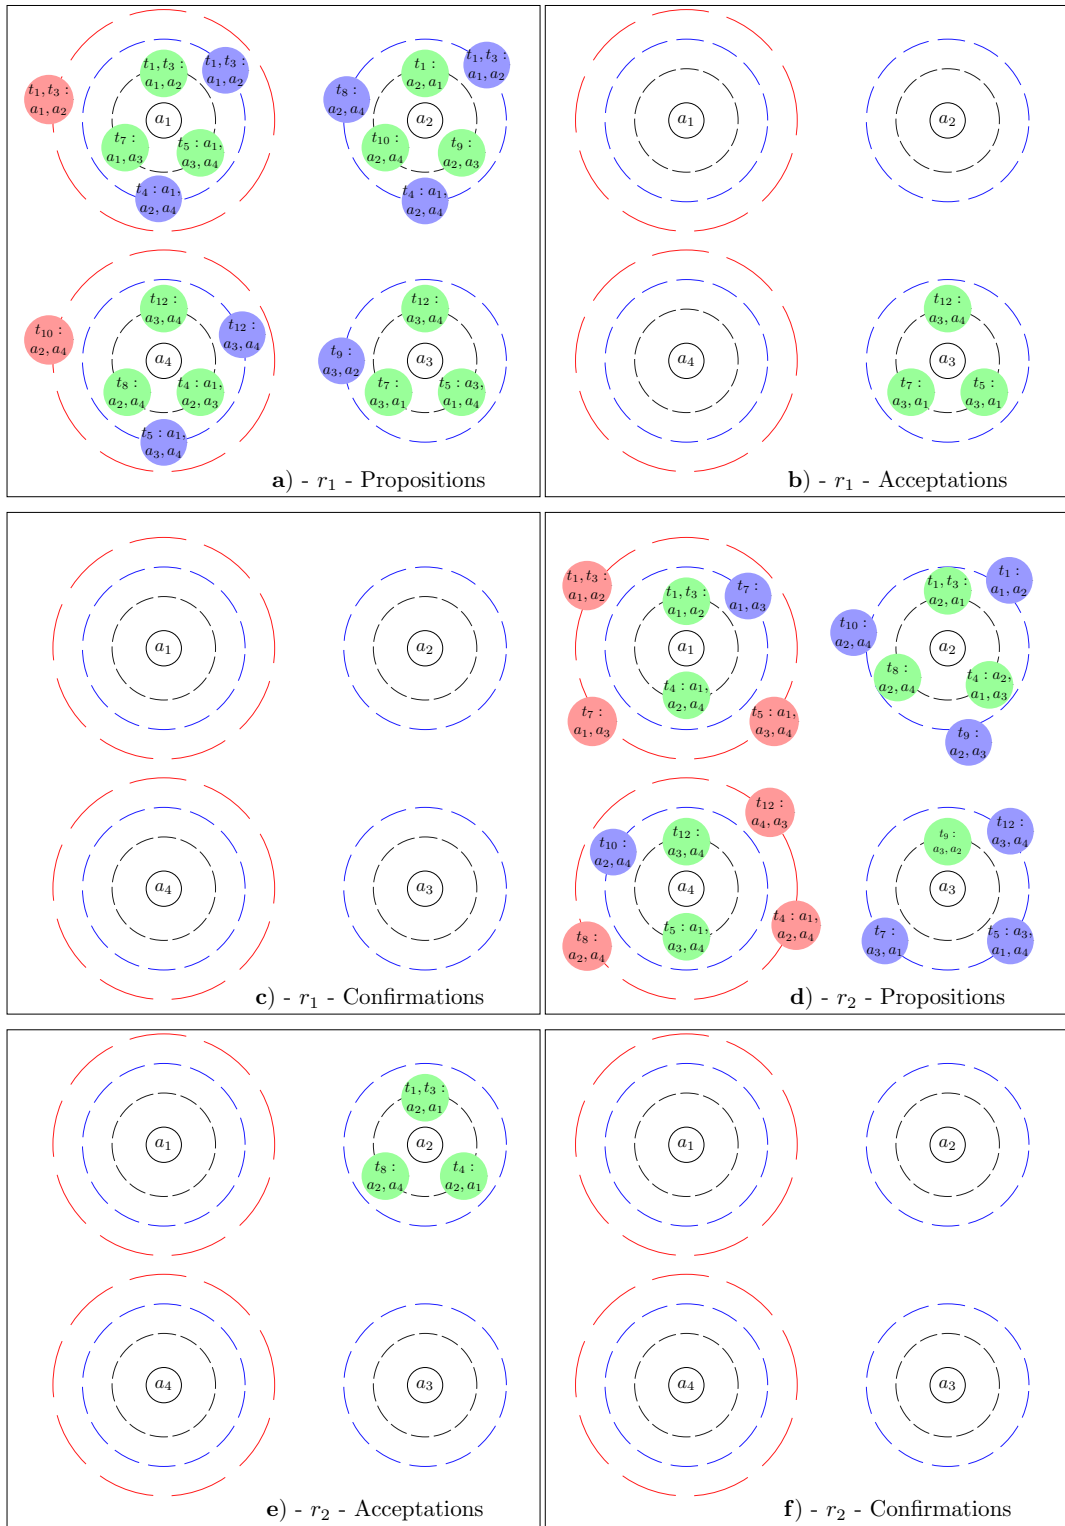 t₁, t₃ :
a₁, a₂
t₁, t₃ :
a₁, a₂
t₁, t₃ :
a₁, a₂
a₁
t₇ :
a₁, a₃
t₅ : a₁,
a₃, a₄
t₄ : a₁,
a₂, a₄
t₁ :
a₂, a₁
t₁, t₃ :
a₁, a₂
t₈ :
a₂, a₄
a₂
t₁₀ :
a₂, a₄
t₉ :
a₂, a₃
t₄ : a₁,
a₂, a₄
t₁₂ :
a₃, a₄
t₁₀ :
a₂, a₄
t₁₂ :
a₃, a₄
a₄
t₈ :
a₂, a₄
t₄ : a₁,
a₂, a₃
t₅ : a₁,
a₃, a₄
t₁₂ :
a₃, a₄
t₉ :
a₃, a₂
a₃
t₇ :
a₃, a₁
t₅ : a₃,
a₁, a₄
a) - r₁ - Propositions
a₁
a₂
a₄
t₁₂ :
a₃, a₄
a₃
t₇ :
a₃, a₁
t₅ :
a₃, a₁
b) - r₁ - Acceptations
a₁
a₂
a₄
a₃
c) - r₁ - Confirmations
t₁, t₃ :
a₁, a₂
t₁, t₃ :
a₁, a₂
t₇ :
a₁, a₃
a₁
t₄ : a₁,
a₂, a₄
t₇ :
a₁, a₃
t₅ : a₁,
a₃, a₄
t₁, t₃ :
a₂, a₁
t₁ :
a₁, a₂
t₁₀ :
a₂, a₄
a₂
t₈ :
a₂, a₄
t₄ : a₂,
a₁, a₃
t₉ :
a₂, a₃
t₁₂ :
a₄, a₃
t₁₀ :
a₂, a₄
t₁₂ :
a₃, a₄
a₄
t₈ :
a₂, a₄
t₅ : a₁,
a₃, a₄
t₄ : a₁,
a₂, a₄
t₉ :
a₃, a₂
t₁₂ :
a₃, a₄
a₃
t₇ :
a₃, a₁
t₅ : a₃,
a₁, a₄
d) - r₂ - Propositions
a₁
t₁, t₃ :
a₂, a₁
a₂
t₈ :
a₂, a₄
t₄ :
a₂, a₁
a₄
a₃
e) - r₂ - Acceptations
a₁
a₂
a₄
a₃
f) - r₂ - Confirmations